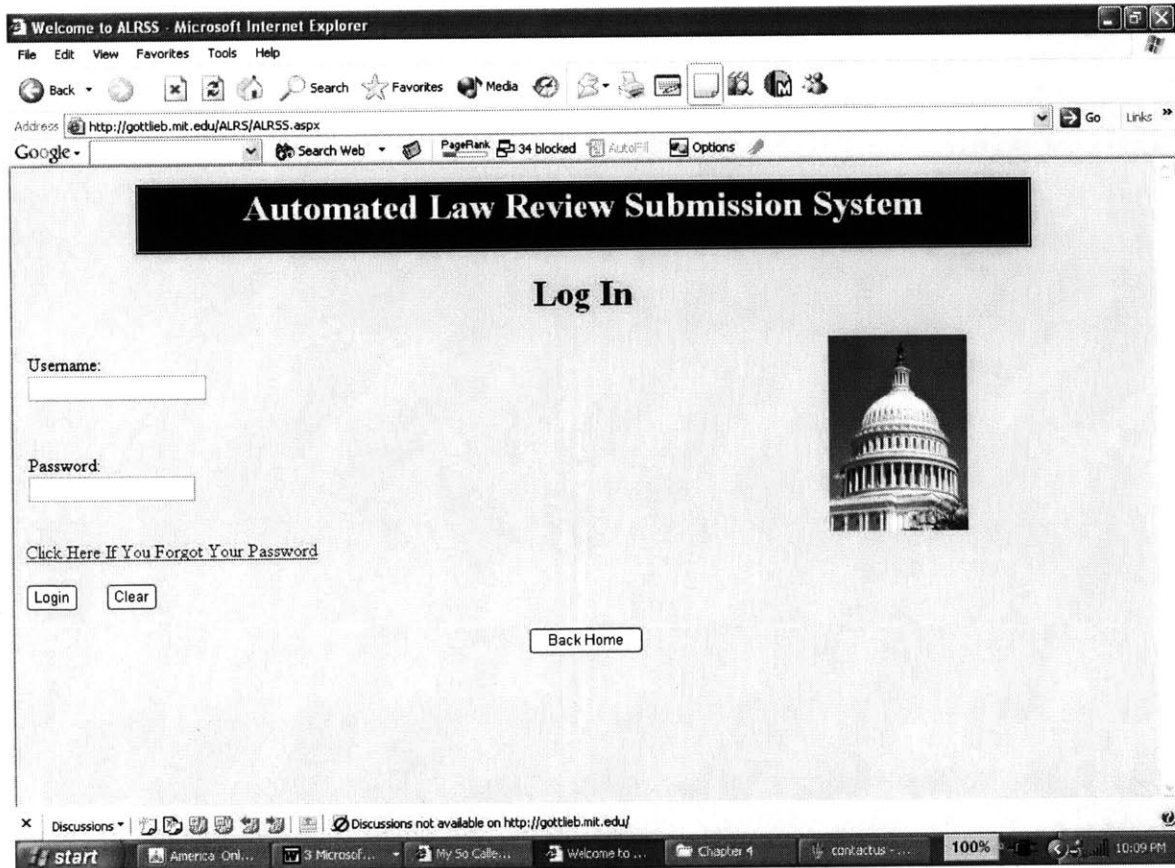 Welcome to ALRSS - Microsoft Internet Explorer
File Edit View Favorites Tools Help
Back Search Favorites Media
Address http://gottlieb.mit.edu/ALRS/ALRSS.aspx Go Links »
Google - Search Web PageRank 34 blocked AutoFill Options
Automated Law Review Submission System
Log In
Username:
Password:
Click Here If You Forgot Your Password
Login Clear
Back Home
Discussions Discussions not available on http://gottlieb.mit.edu/
start America Onl... 3 Microsof... My So Calle... Welcome to ... Chapter 4 contactus - ... 100% 10:09 PM